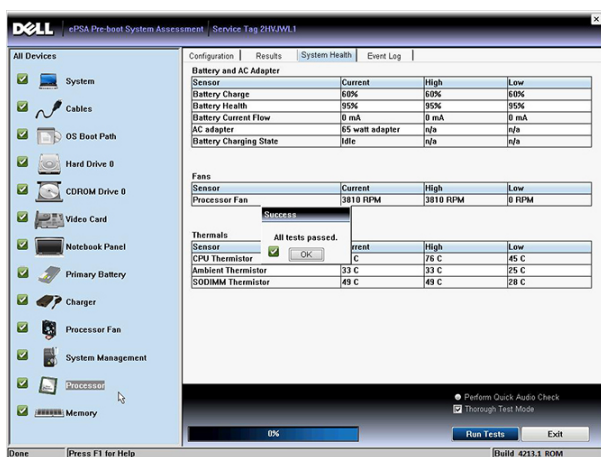 DELL ePSA Pre-boot System Assessment Service Tag 2HVJWL1
All Devices
System
Cables
OS Boot Path
Hard Drive 0
CDROM Drive 0
Video Card
Notebook Panel
Primary Battery
Charger
Processor Fan
System Management
Processor
Memory
Configuration Results System Health Event Log
Battery and AC Adapter
Sensor Current High Low
Battery Charge 60% 60% 60%
Battery Health 95% 95% 95%
Battery Current Flow 0 mA 0 mA 0 mA
AC adapter 65 watt adapter n/a n/a
Battery Charging State Idle n/a n/a
Fans
Sensor Current High Low
Processor Fan 3810 RPM 3810 RPM 0 RPM
Success
All tests passed.
OK
Thermals
Sensor rrent High Low
CPU Thermistor C 76 C 45 C
Ambient Thermistor 33 C 33 C 25 C
SODIMM Thermistor 49 C 49 C 28 C
Perform Quick Audio Check
Thorough Test Mode
0% Run Tests Exit
Done Press F1 for Help Build 4213.1 ROM